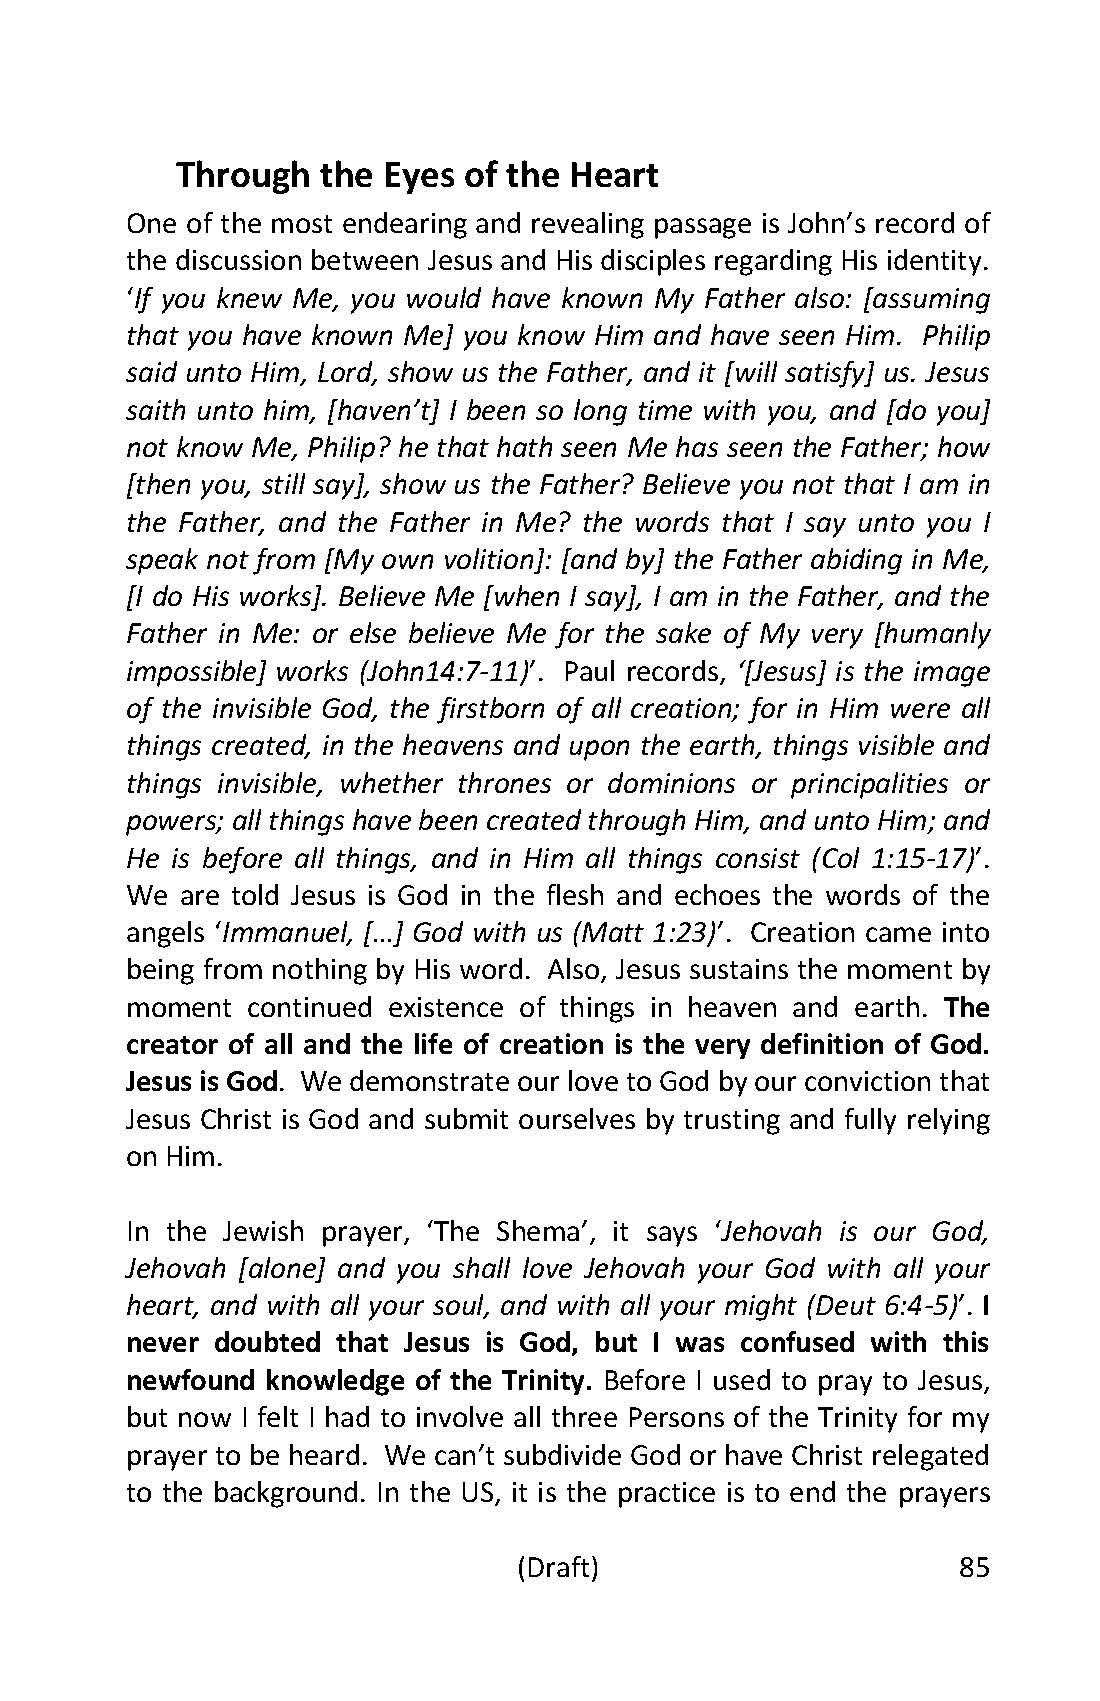 Through the Eyes of the Heart
One of the most endearing and revealing passage is John’s record of
the discussion between Jesus and His disciples regarding His identity.
‘If you knew Me, you would have known My Father also: [assuming
that you have known Me] you know Him and have seen Him.  Philip
said unto Him, Lord, show us the Father, and it [will satisfy] us. Jesus
saith unto him, [haven’t] I been so long time with you, and [do you]
not know Me, Philip? he that hath seen Me has seen the Father; how
[then you, still say], show us the Father? Believe you not that I am in
the Father, and the Father in Me? the words that I say unto you I
speak not from [My own volition]: [and by] the Father abiding in Me,
[I do His works]. Believe Me [when I say], I am in the Father, and the
Father in Me: or else believe Me for the sake of My very [humanly
impossible] works (John14:7-11)’.  Paul records, ‘[Jesus] is the image
of the invisible God, the firstborn of all creation; for in Him were all
things created, in the heavens and upon the earth, things visible and
things invisible, whether thrones or dominions or principalities or
powers; all things have been created through Him, and unto Him; and
He is before all things, and in Him all things consist (Col 1:15-17)’.
We are told Jesus is God in the flesh and echoes the words of the
angels ‘Immanuel, […] God with us (Matt 1:23)’.  Creation came into
being from nothing by His word.  Also, Jesus sustains the moment by
moment continued existence of things in heaven and earth. The
creator of all and the life of creation is the very definition of God.
Jesus is God.  We demonstrate our love to God by our conviction that
Jesus Christ is God and submit ourselves by trusting and fully relying
on Him.
In the Jewish prayer, ‘The Shema’, it says ‘Jehovah is our God,
Jehovah [alone] and you shall love Jehovah your God with all your
heart, and with all your soul, and with all your might (Deut 6:4-5)’. I
never doubted that Jesus is God, but I was confused with this
newfound knowledge of the Trinity. Before I used to pray to Jesus,
but now I felt I had to involve all three Persons of the Trinity for my
prayer to be heard.  We can’t subdivide God or have Christ relegated
to the background. In the US, it is the practice is to end the prayers
(Draft) 85